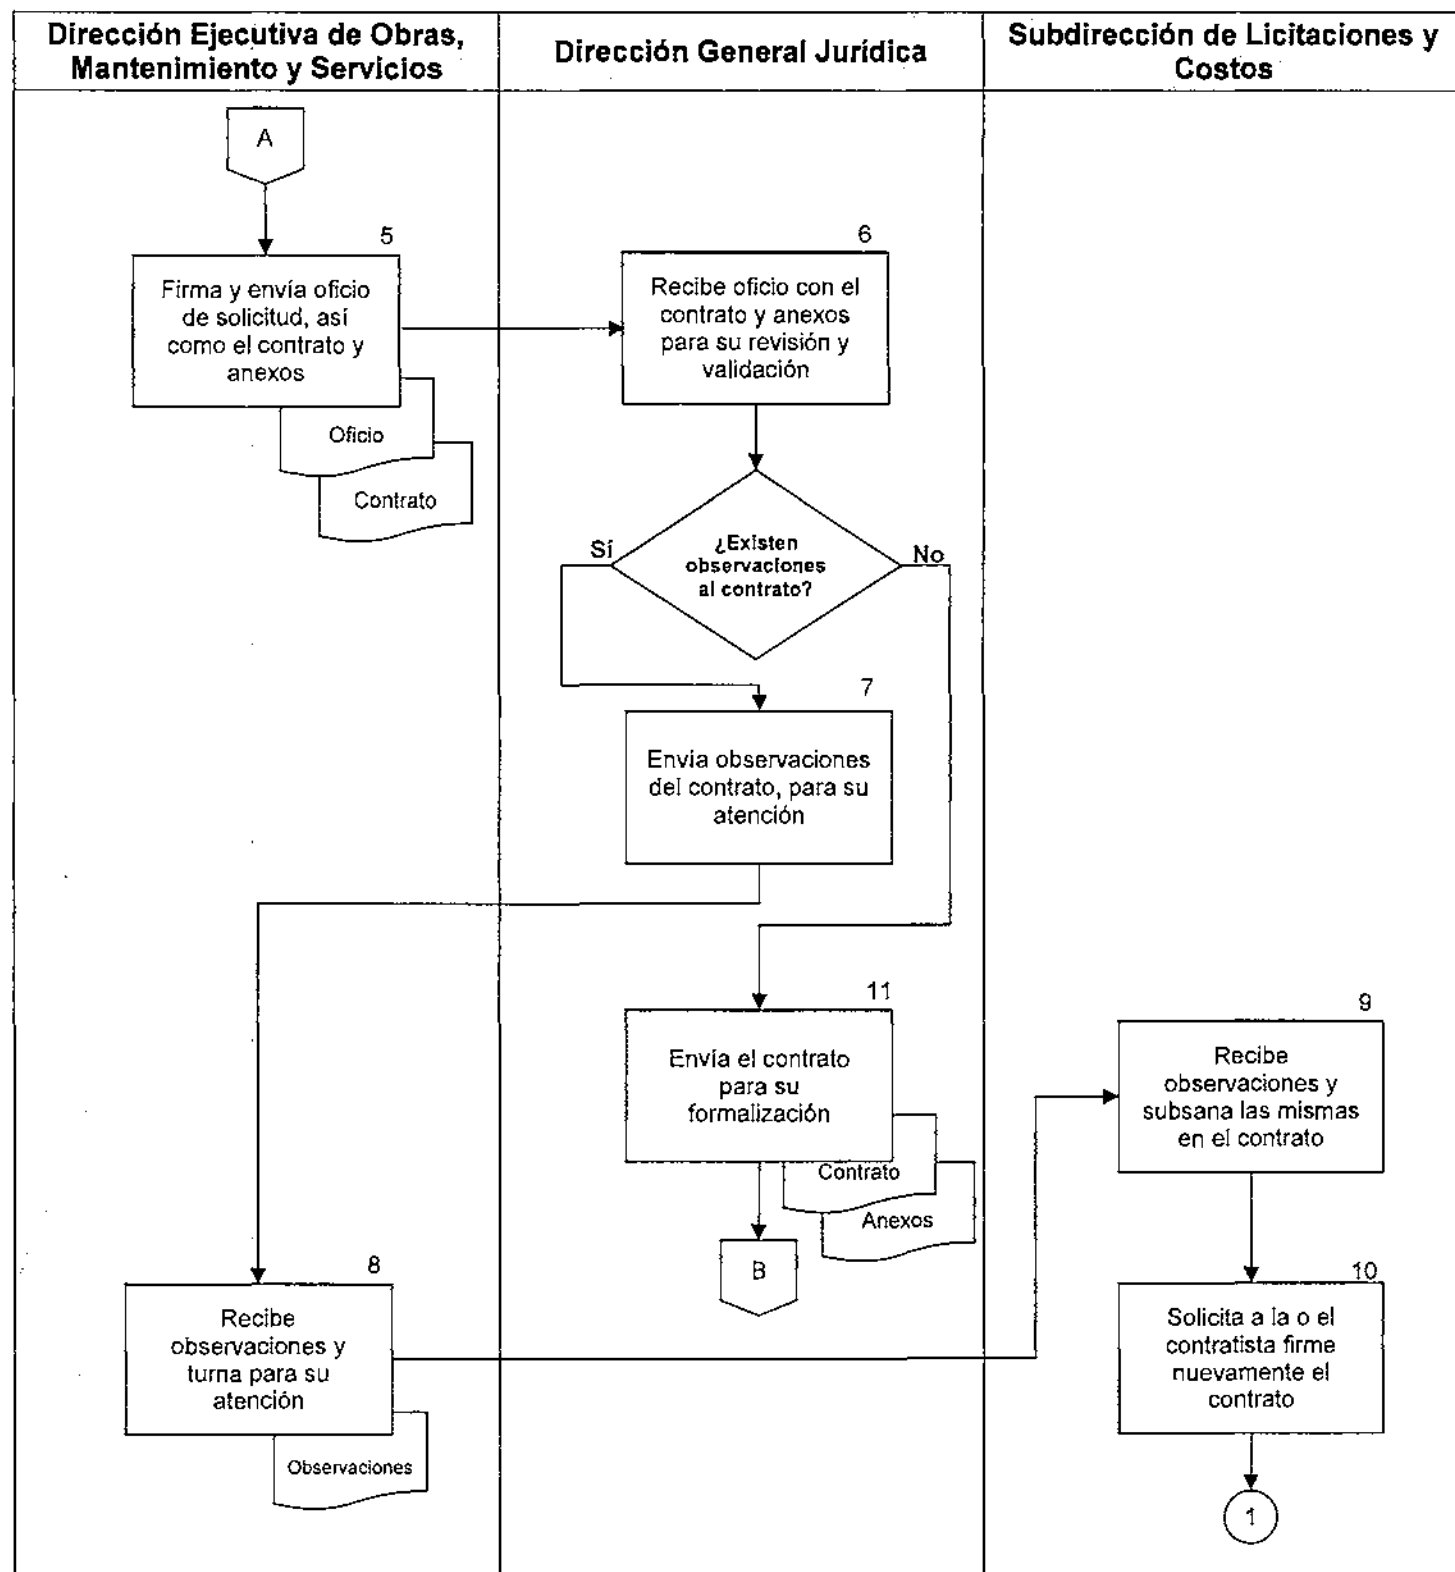 Dirección Ejecutiva de Obras,
Mantenimiento y Servicios
Dirección General Jurídica
Subdirección de Licitaciones y
Costos
A
5
Firma y envía oficio
de solicitud, así
como el contrato y
anexos
Oficio
Contrato
6
Recibe oficio con el
contrato y anexos
para su revisión y
validación
¿Existen
observaciones
al contrato?
Sí
No
7
Envía observaciones
del contrato, para su
atención
8
Recibe
observaciones y
turna para su
atención
Observaciones
9
Recibe
observaciones y
subsana las mismas
en el contrato
10
Solicita a la o el
contratista firme
nuevamente el
contrato
1
11
Envía el contrato
para su
formalización
Contrato
Anexos
B